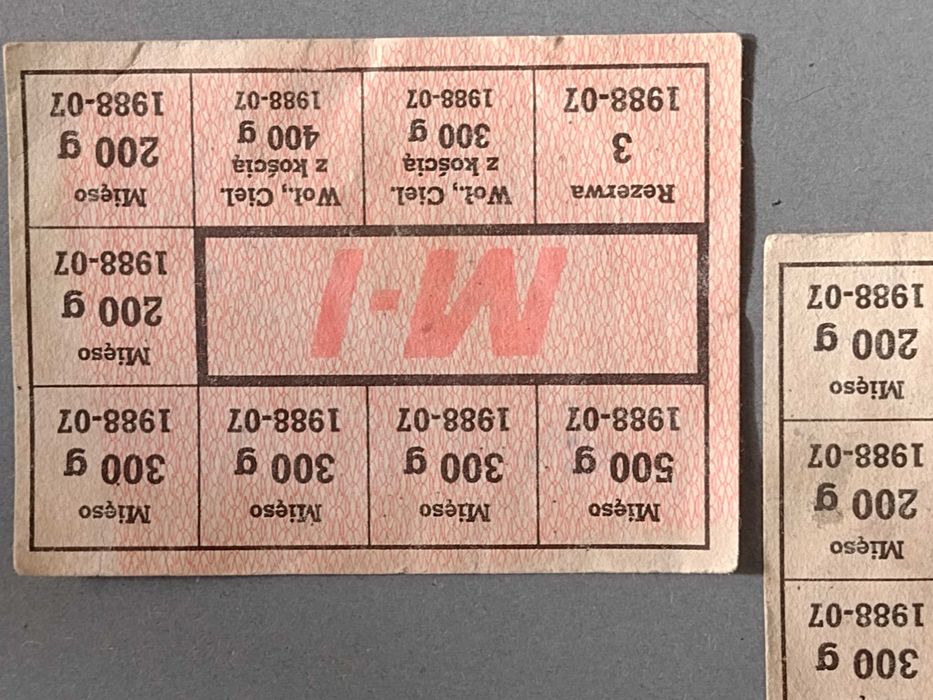 Mięso
500 g
1988-07
Mięso
300 g
1988-07
Mięso
300 g
1988-07
Mięso
300 g
1988-07
M-I
Mięso
200 g
1988-07
Rezerwa
3
1988-07
Woł., Ciel.
z kością
300 g
1988-07
Woł., Ciel.
z kością
400 g
1988-07
Mięso
200 g
1988-07
300 g
1988-07
Mięso
200 g
1988-07
Mięso
200 g
1988-07